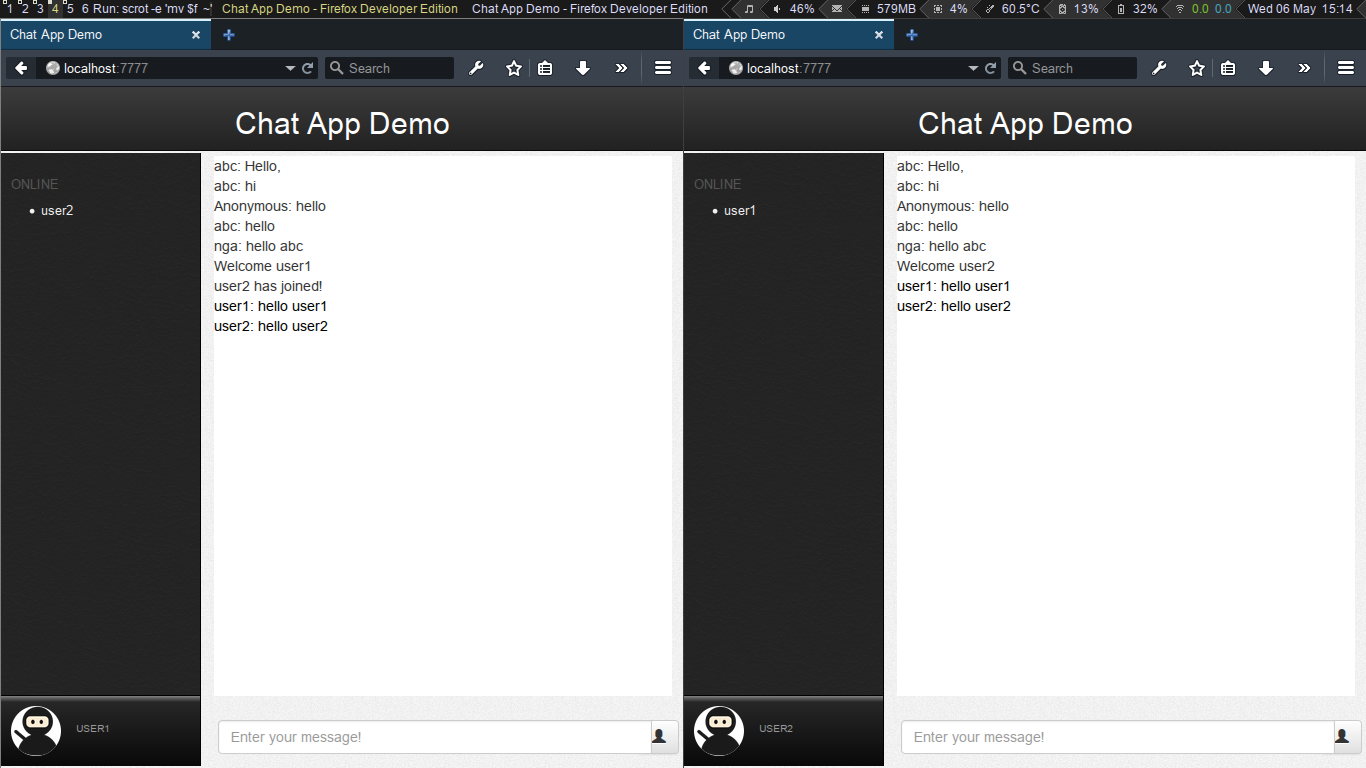 1 2 3 4 5 6 Run: scrot -e 'mv $f ~' Chat App Demo - Firefox Developer Edition Chat App Demo - Firefox Developer Edition 46% 579MB 4% 60.5°C 13% 32% 0.0 0.0 Wed 06 May 15:14
Chat App Demo
localhost:7777 Search
Chat App Demo
ONLINE
user2
abc: Hello,
abc: hi
Anonymous: hello
abc: hello
nga: hello abc
Welcome user1
user2 has joined!
user1: hello user1
user2: hello user2
USER1
Enter your message!
Chat App Demo
localhost:7777 Search
Chat App Demo
ONLINE
user1
abc: Hello,
abc: hi
Anonymous: hello
abc: hello
nga: hello abc
Welcome user2
user1: hello user1
user2: hello user2
USER2
Enter your message!